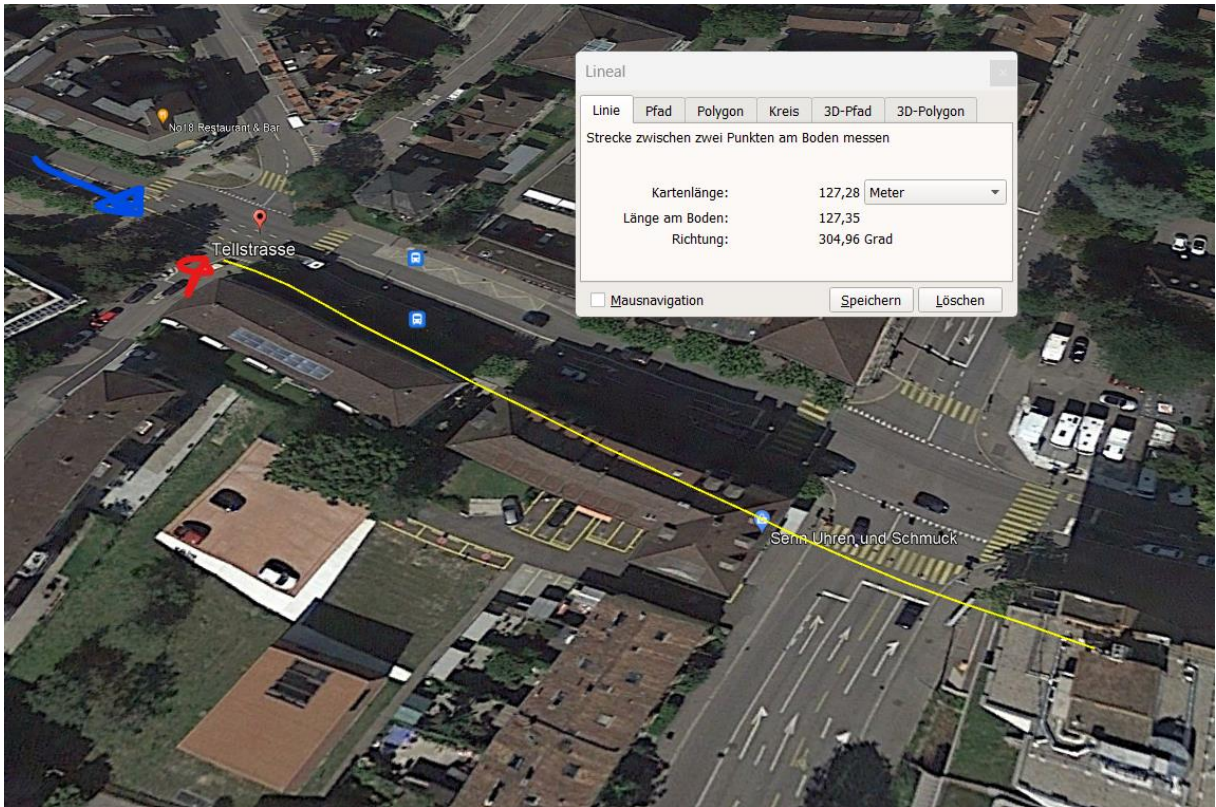 Lineal
Linie Pfad Polygon Kreis 3D-Pfad 3D-Polygon
Strecke zwischen zwei Punkten am Boden messen
Kartenlänge: 127,28 Meter
Länge am Boden: 127,35
Richtung: 304,96 Grad
Mausnavigation Speichern Löschen
No18 Restaurant & Bar
Tellstrasse
Senn Uhren und Schmuck